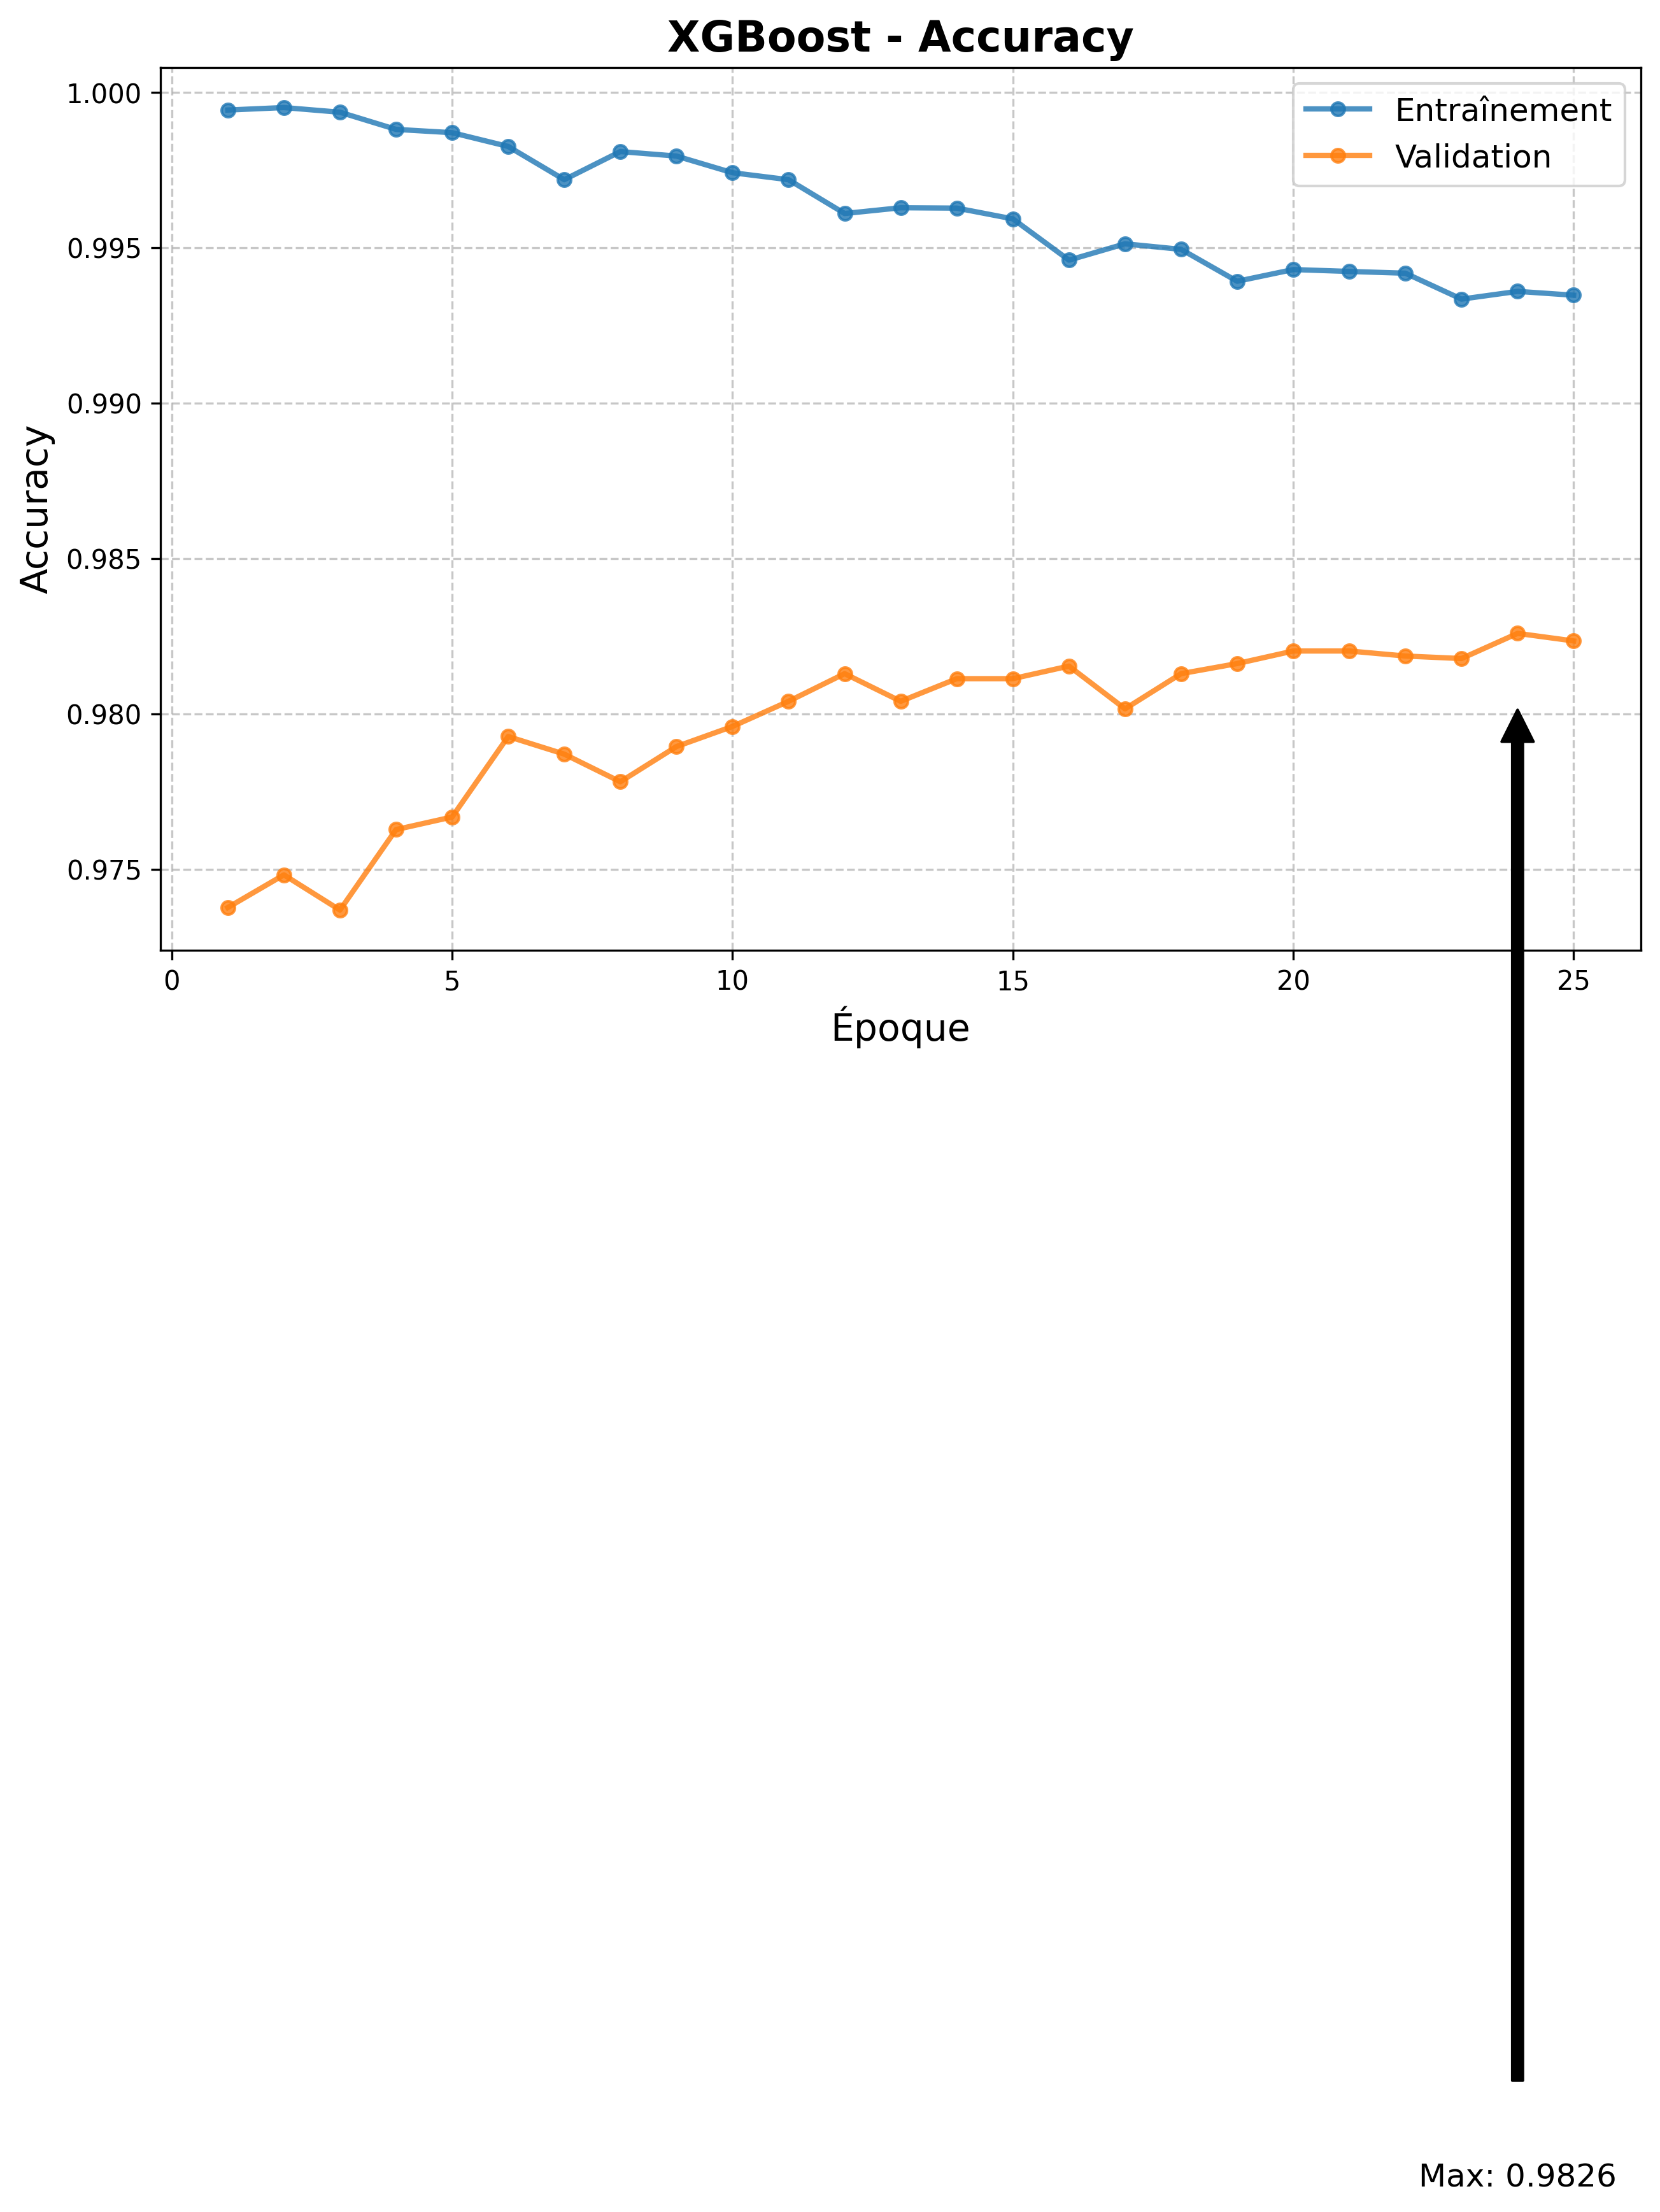 XGBoost - Accuracy
1.000
0.995
0.990
0.985
0.980
0.975
Accuracy
Entraînement
Validation
0 5 10 15 20 25
Époque
Max: 0.9826